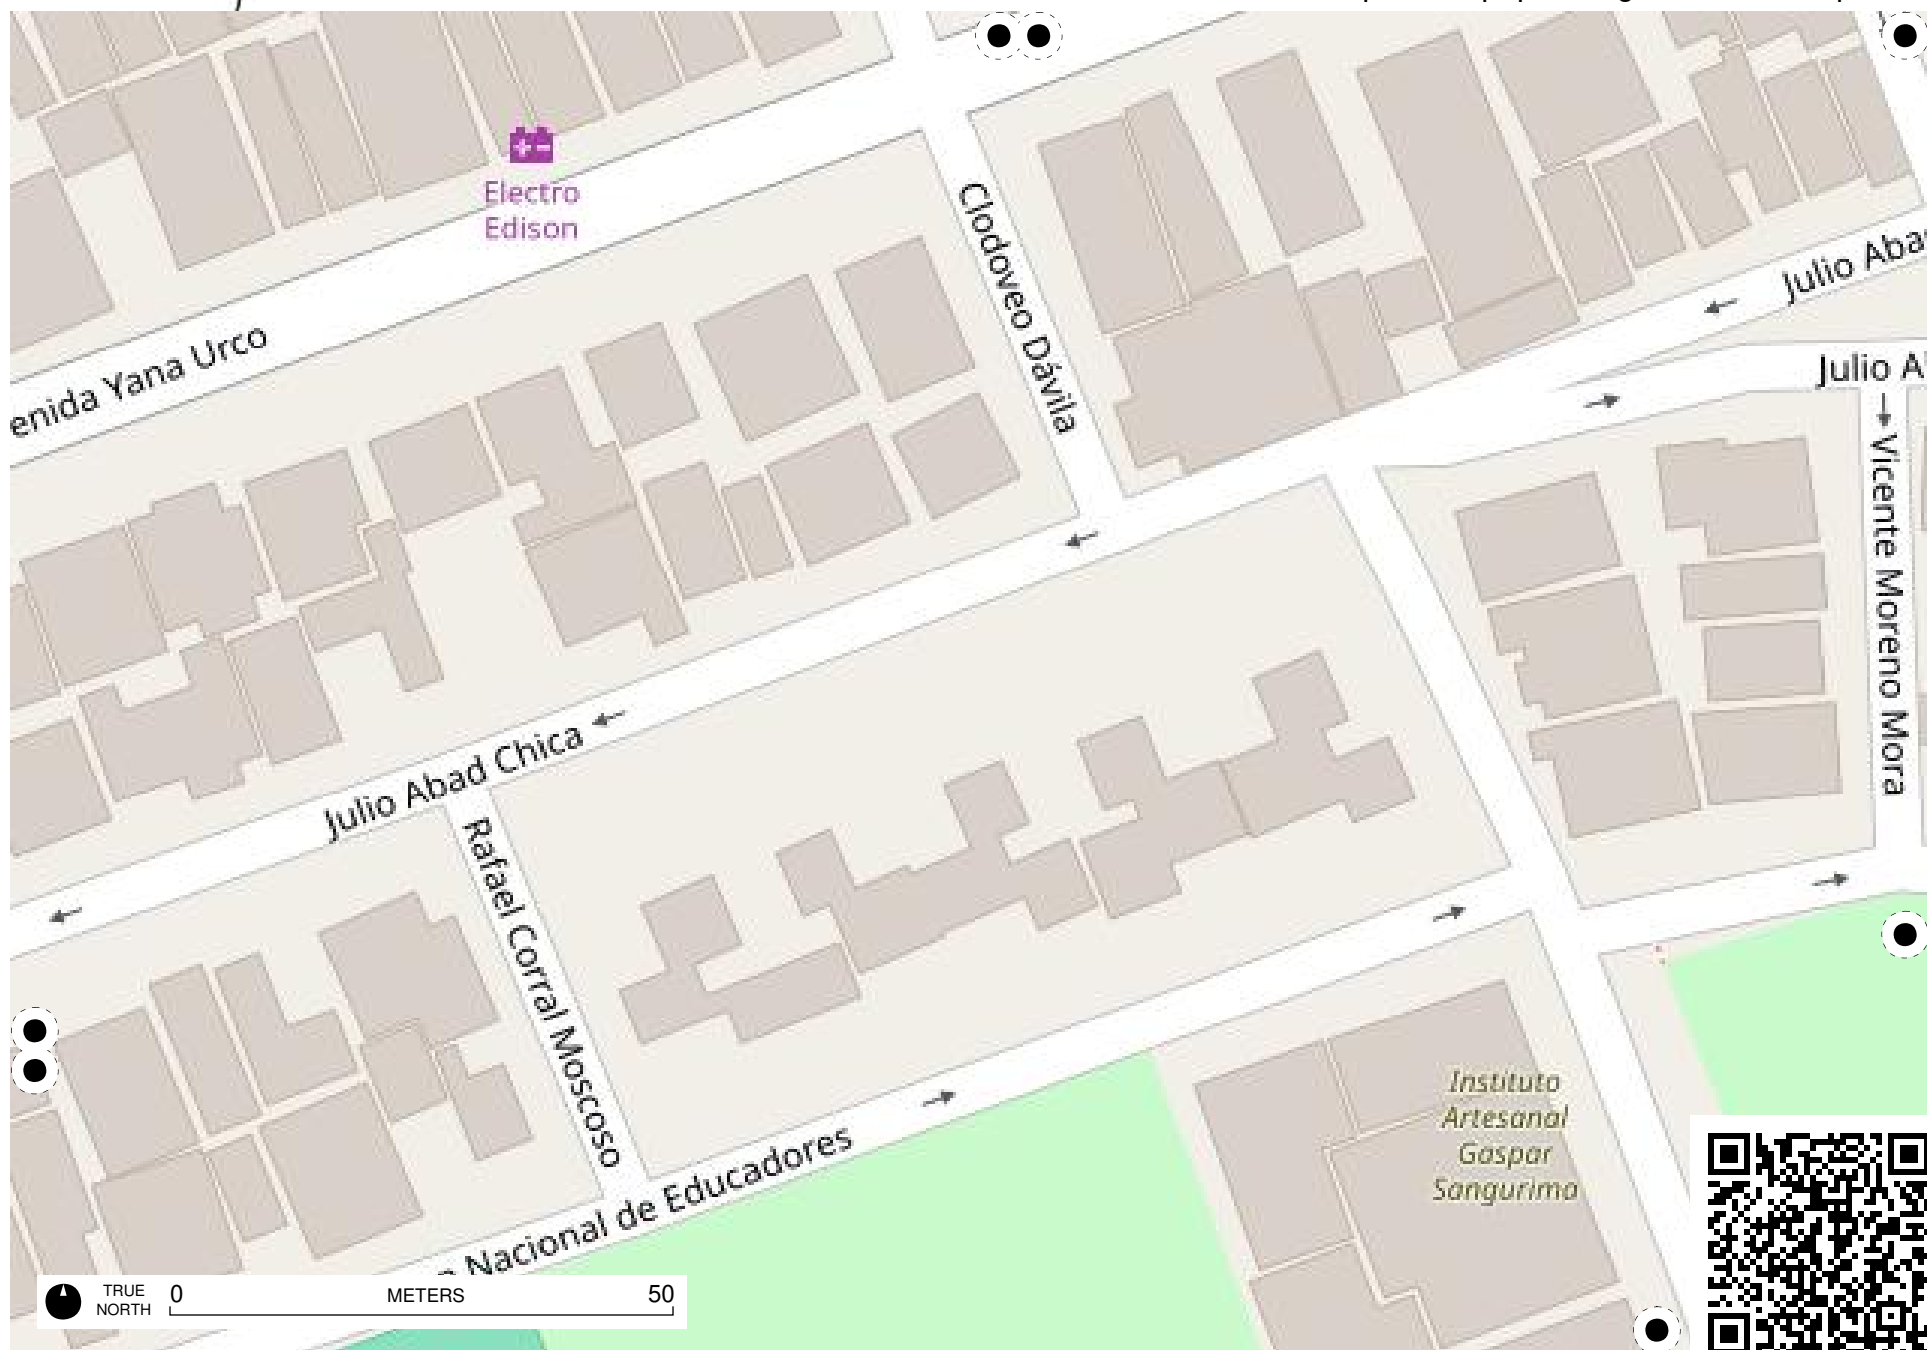 Electro
Edison
Clodoveo Dávila
Julio Aba
enida Yana Urco
Julio A
Vicente Moreno Mora
Julio Abad Chica
Rafael Corral Moscoso
Instituto
Artesanal
Gaspar
Sangurima
Nacional de Educadores
TRUE
NORTH
0 METERS 50